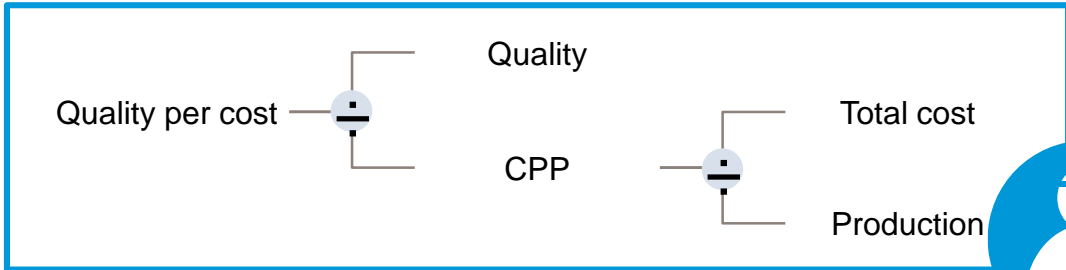 Quality
Quality per cost
Total cost
CPP
Production